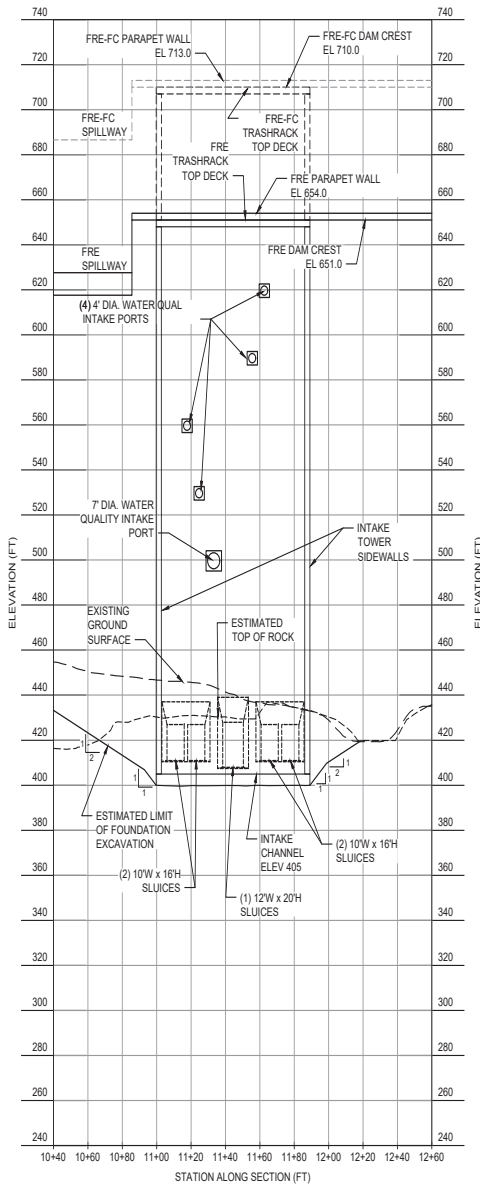 740
740
FRE-FC PARAPET WALL
EL 713.0
FRE-FC DAM CREST
EL 710.0
720
720
700
700
FRE-FC
SPILLWAY
FRE-FC
TRASHRACK
TOP DECK
680
680
FRE
TRASHRACK
TOP DECK
FRE PARAPET WALL
EL 654.0
660
660
640
640
FRE
SPILLWAY
FRE DAM CREST
EL 651.0
620
620
(4) 4' DIA. WATER QUAL
INTAKE PORTS
600
600
580
580
560
560
540
540
520
520
7' DIA. WATER
QUALITY INTAKE
PORT
INTAKE
TOWER
SIDEWALLS
500
500
ELEVATION (FT)
ELEVATION (FT)
480
480
EXISTING
GROUND
SURFACE
ESTIMATED
TOP OF ROCK
460
460
440
440
420
420
1
2
1
2
400
400
1
1
1
1
ESTIMATED LIMIT
OF FOUNDATION
EXCAVATION
INTAKE
CHANNEL
ELEV 405
(2) 10'W x 16'H
SLUICES
380
380
360
360
(2) 10'W x 16'H
SLUICES
(1) 12'W x 20'H
SLUICES
340
340
320
320
300
300
280
280
260
260
240
240
10+40 10+60 10+80 11+00 11+20 11+40 11+60 11+80 12+00 12+20 12+40 12+60
STATION ALONG SECTION (FT)